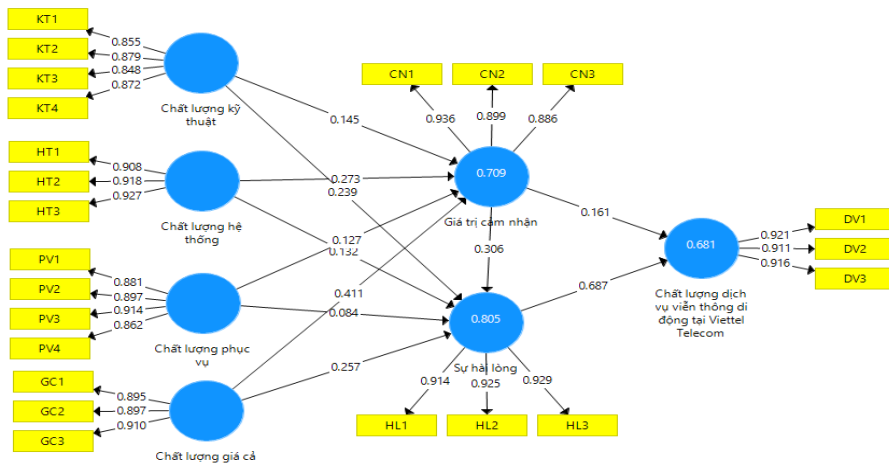 KT1
KT2
KT3
KT4
0.855
0.879
0.848
0.872
Chất lượng kỹ
thuật
HT1
HT2
HT3
0.908
0.918
0.927
Chất lượng hệ
thống
PV1
PV2
PV3
PV4
0.881
0.897
0.914
0.862
Chất lượng phục
vụ
GC1
GC2
GC3
0.895
0.897
0.910
Chất lượng giá cả
0.145
0.273
0.239
0.127
0.132
0.411
0.084
0.257
CN1
CN2
CN3
0.936
0.899
0.886
0.709
Giá trị cảm nhận
0.306
0.805
Sự hài lòng
0.914
0.925
0.929
HL1
HL2
HL3
0.161
0.687
0.681
Chất lượng dịch
vụ viễn thông di
động tại Viettel
Telecom
0.921
0.911
0.916
DV1
DV2
DV3